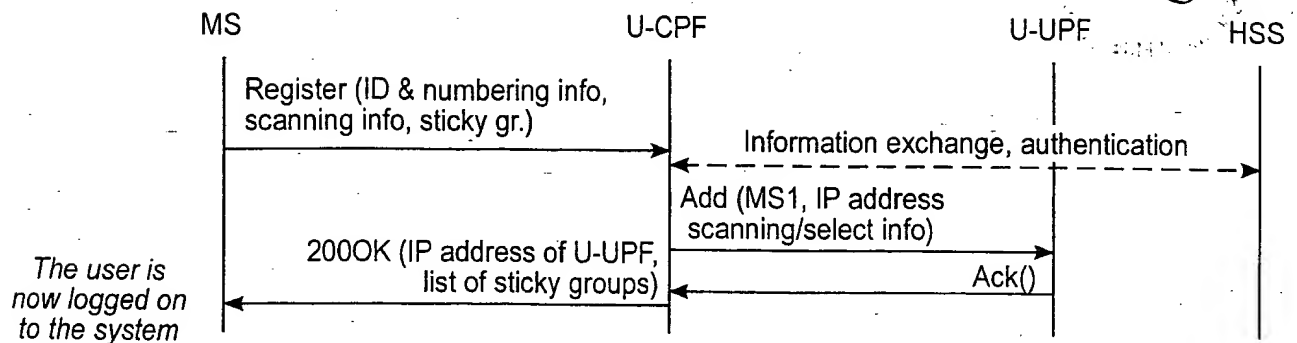 MS
U-CPF
U-UPF
HSS
Register (ID & numbering info,
scanning info, sticky gr.)
Information exchange, authentication
Add (MS1, IP address
scanning/select info)
200OK (IP address of U-UPF,
list of sticky groups)
Ack()
The user is
now logged on
to the system